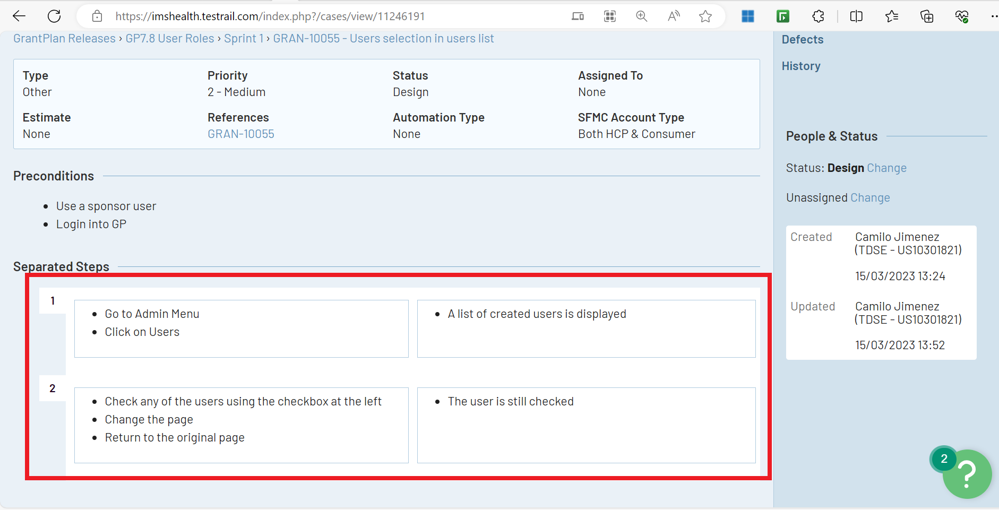 https://imshealth.testrail.com/index.php?/cases/view/11246191
GrantPlan Releases › GP7.8 User Roles › Sprint 1 › GRAN-10055 - Users selection in users list
Type
Other
Priority
2 - Medium
Status
Design
Assigned To
None
Estimate
None
References
GRAN-10055
Automation Type
None
SFMC Account Type
Both HCP & Consumer
Preconditions
• Use a sponsor user
• Login into GP
Separated Steps
1
• Go to Admin Menu
• Click on Users
• A list of created users is displayed
2
• Check any of the users using the checkbox at the left
• Change the page
• Return to the original page
• The user is still checked
Defects
History
People & Status
Status: Design Change
Unassigned Change
Created
Camilo Jimenez
(TDSE - US10301821)
15/03/2023 13:24
Updated
Camilo Jimenez
(TDSE - US10301821)
15/03/2023 13:52
2
?